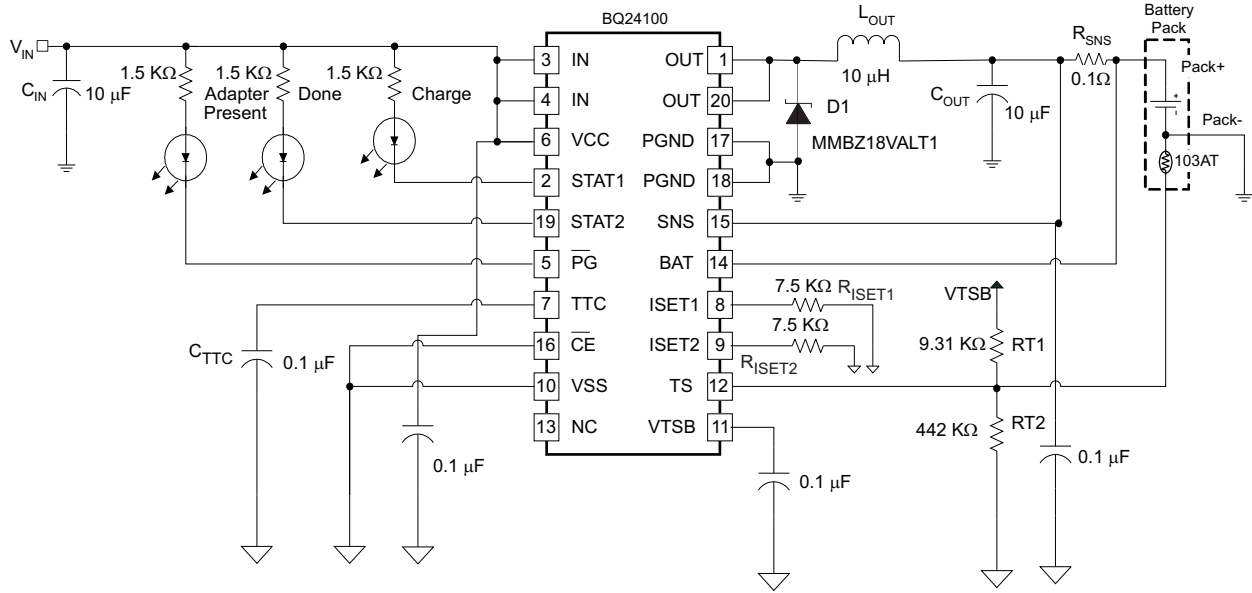 BQ24100
V_IN
C_IN
10 μF
1.5 KΩ
Adapter
Present
1.5 KΩ
Done
1.5 KΩ
Charge
3 IN
4 IN
6 VCC
2 STAT1
19 STAT2
5 P̅G̅
7 TTC
16 C̅E̅
10 VSS
13 NC
OUT 1
OUT 20
PGND 17
PGND 18
SNS 15
BAT 14
ISET1 8
ISET2 9
TS 12
VTSB 11
C_TTC
0.1 μF
0.1 μF
L_OUT
10 μH
D1
MMBZ18VALT1
C_OUT
10 μF
R_SNS
0.1Ω
Battery
Pack
Pack+
+
-
Pack-
103AT
7.5 KΩ
R_ISET1
7.5 KΩ
R_ISET2
VTSB
9.31 KΩ
RT1
442 KΩ
RT2
0.1 μF
0.1 μF